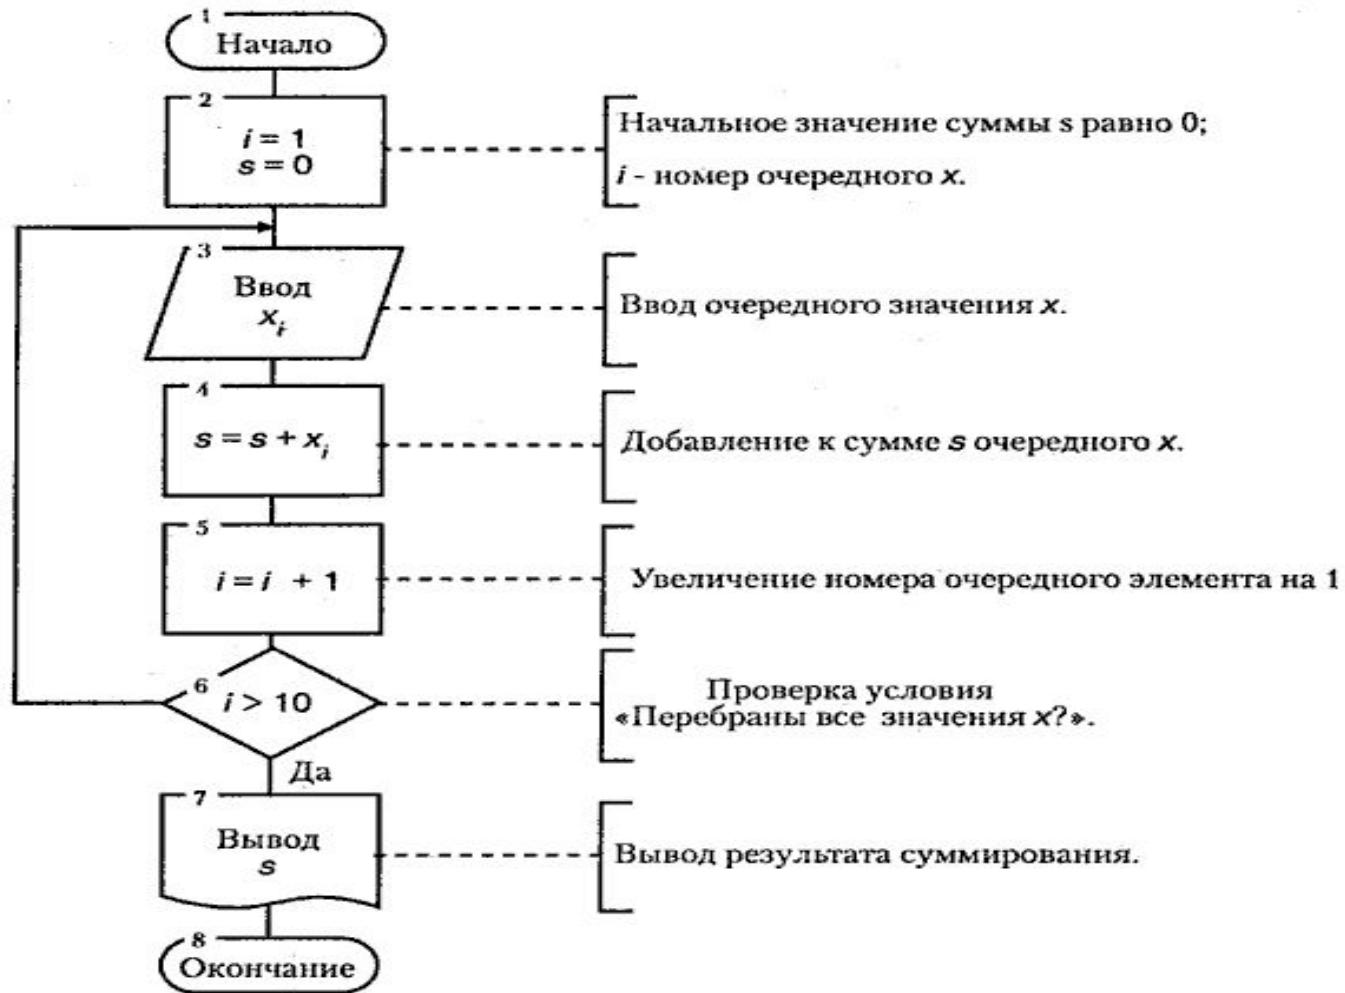 1
Начало
2
i = 1
s = 0
Начальное значение суммы s равно 0;
i - номер очередного x.
3
Ввод
xi
Ввод очередного значения x.
4
s = s + xi
Добавление к сумме s очередного x.
5
i = i + 1
Увеличение номера очередного элемента на 1
6
i > 10
Проверка условия
«Перебраны все значения x?».
Да
7
Вывод
s
Вывод результата суммирования.
8
Окончание